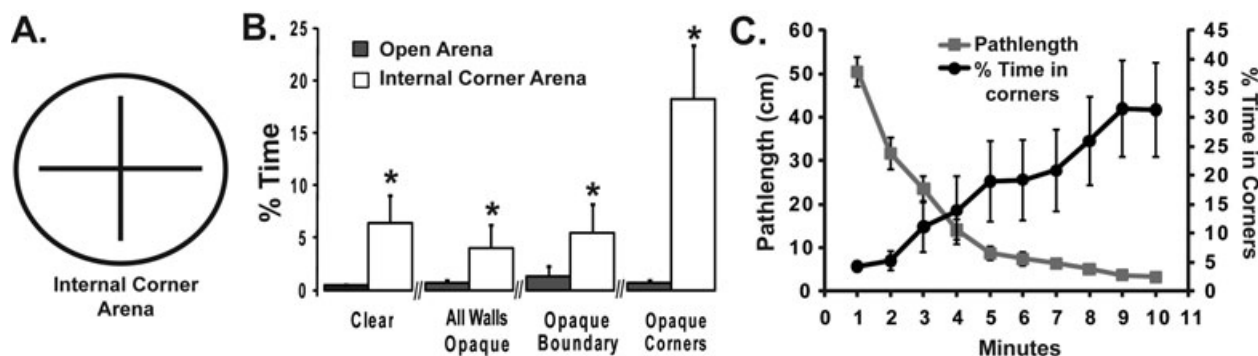 A.
Internal Corner
Arena
B.
% Time
25
20
15
10
5
0
Open Arena
Internal Corner Arena
*
*
*
*
//
//
//
//
Clear
All Walls
Opaque
Opaque
Boundary
Opaque
Corners
C.
Pathlength (cm)
60
50
40
30
20
10
0
Pathlength
% Time in
corners
45
40
35
30
25
20
15
10
5
0
% Time in Corners
0 1 2 3 4 5 6 7 8 9 10 11
Minutes